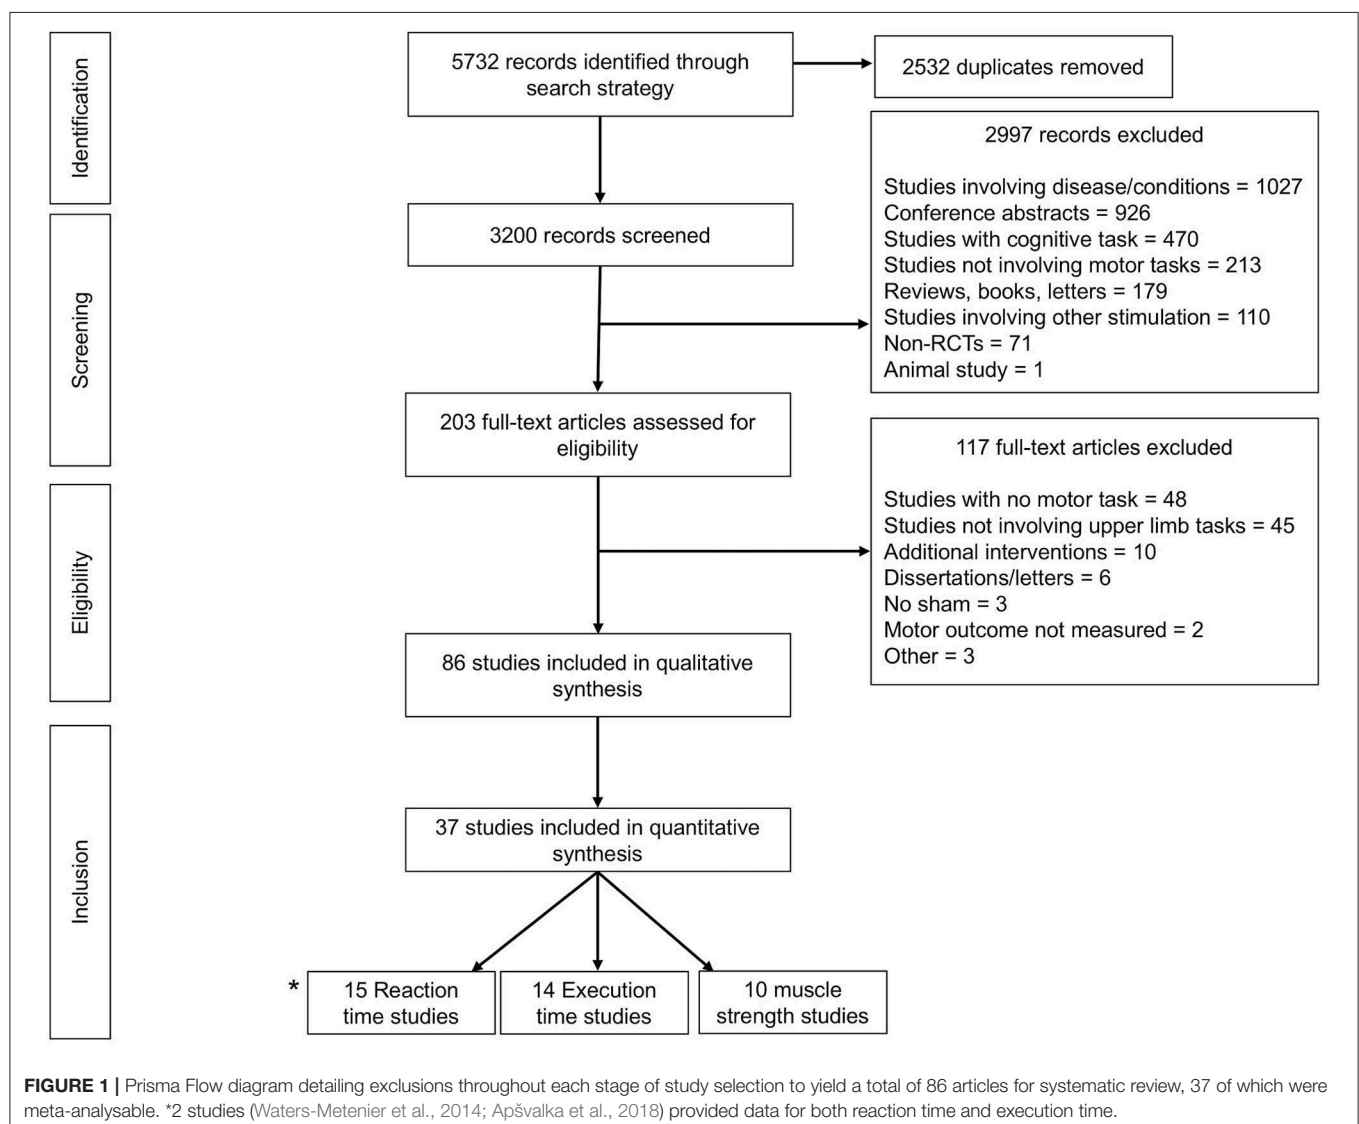 Identification
5732 records identified through
search strategy
2532 duplicates removed
2997 records excluded
Studies involving disease/conditions = 1027
Conference abstracts = 926
Studies with cognitive task = 470
Studies not involving motor tasks = 213
Reviews, books, letters = 179
Studies involving other stimulation = 110
Non-RCTs = 71
Animal study = 1
Screening
3200 records screened
203 full-text articles assessed for
eligibility
117 full-text articles excluded
Studies with no motor task = 48
Studies not involving upper limb tasks = 45
Additional interventions = 10
Dissertations/letters = 6
No sham = 3
Motor outcome not measured = 2
Other = 3
Eligibility
86 studies included in qualitative
synthesis
Inclusion
37 studies included in quantitative
synthesis
*
15 Reaction
time studies
14 Execution
time studies
10 muscle
strength studies
FIGURE 1 | Prisma Flow diagram detailing exclusions throughout each stage of study selection to yield a total of 86 articles for systematic review, 37 of which were
meta-analysable. *2 studies (Waters-Metenier et al., 2014; Apšvalka et al., 2018) provided data for both reaction time and execution time.